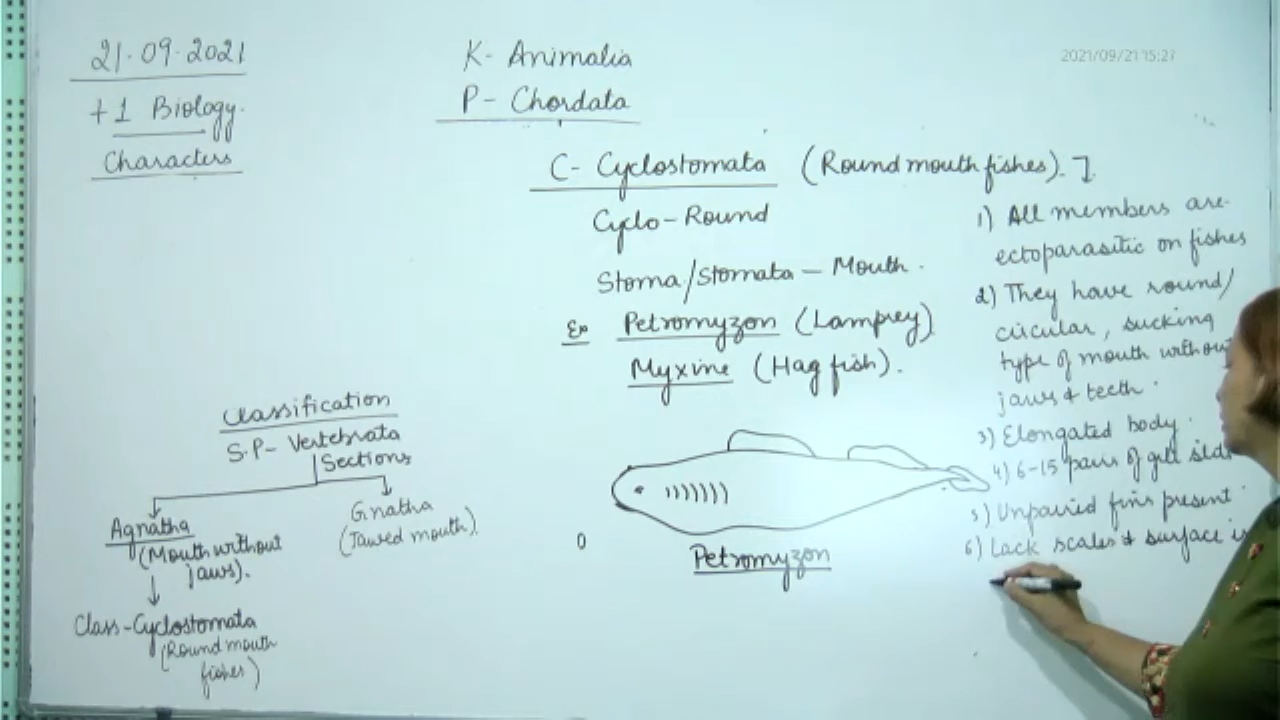 21.09.2021
+1 Biology.
Characters
K- Animalia
P- Chordata
2021/09/21 15:27
C- Cyclostomata (Round mouth fishes).
Cyclo-Round
Stoma/Stomata - Mouth.
Ex Petromyzon (Lamprey)
Myxine (Hag fish).
Petromyzon
1) All members are
ectoparasitic on fishes
2) They have round/
circular, sucking
type of mouth without
jaws & teeth.
3) Elongated body.
4) 6-15 pairs of gill
5) Unpaired fins present.
6) Lack scales & surface is
Classification
S.P- Vertebrata
Sections
Agnatha
(Mouth without
jaws).
Gnatha
(Jawed mouth).
Class-Cyclostomata
(Round mouth
fishes)